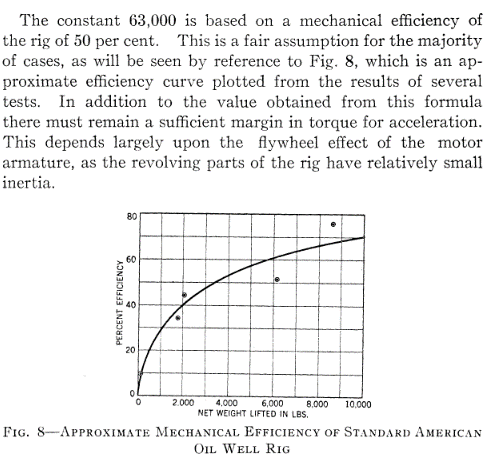 The constant 63,000 is based on a mechanical efficiency of
the rig of 50 per cent. This is a fair assumption for the majority
of cases, as will be seen by reference to Fig. 8, which is an ap-
proximate efficiency curve plotted from the results of several
tests. In addition to the value obtained from this formula
there must remain a sufficient margin in torque for acceleration.
This depends largely upon the flywheel effect of the motor
armature, as the revolving parts of the rig have relatively small
inertia.
80
60
40
20
0
PERCENT EFFICIENCY
0 2.000 4,000 6,000 8,000 10,000
NET WEIGHT LIFTED IN LBS.
Fig. 8—Approximate Mechanical Efficiency of Standard American
Oil Well Rig